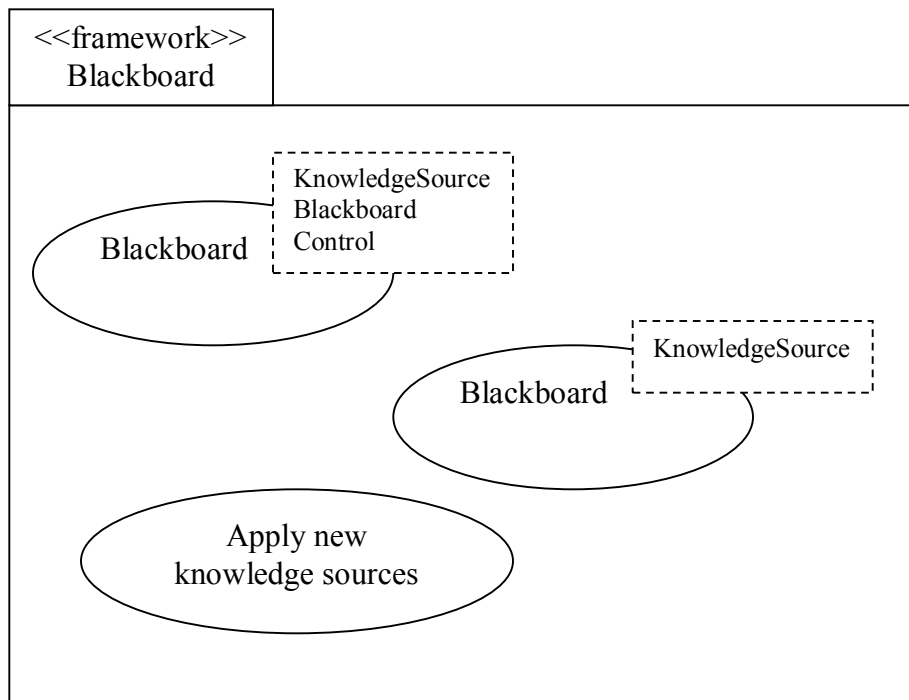 <<framework>>
Blackboard
KnowledgeSource
Blackboard
Control
Blackboard
KnowledgeSource
Blackboard
Apply new
knowledge sources